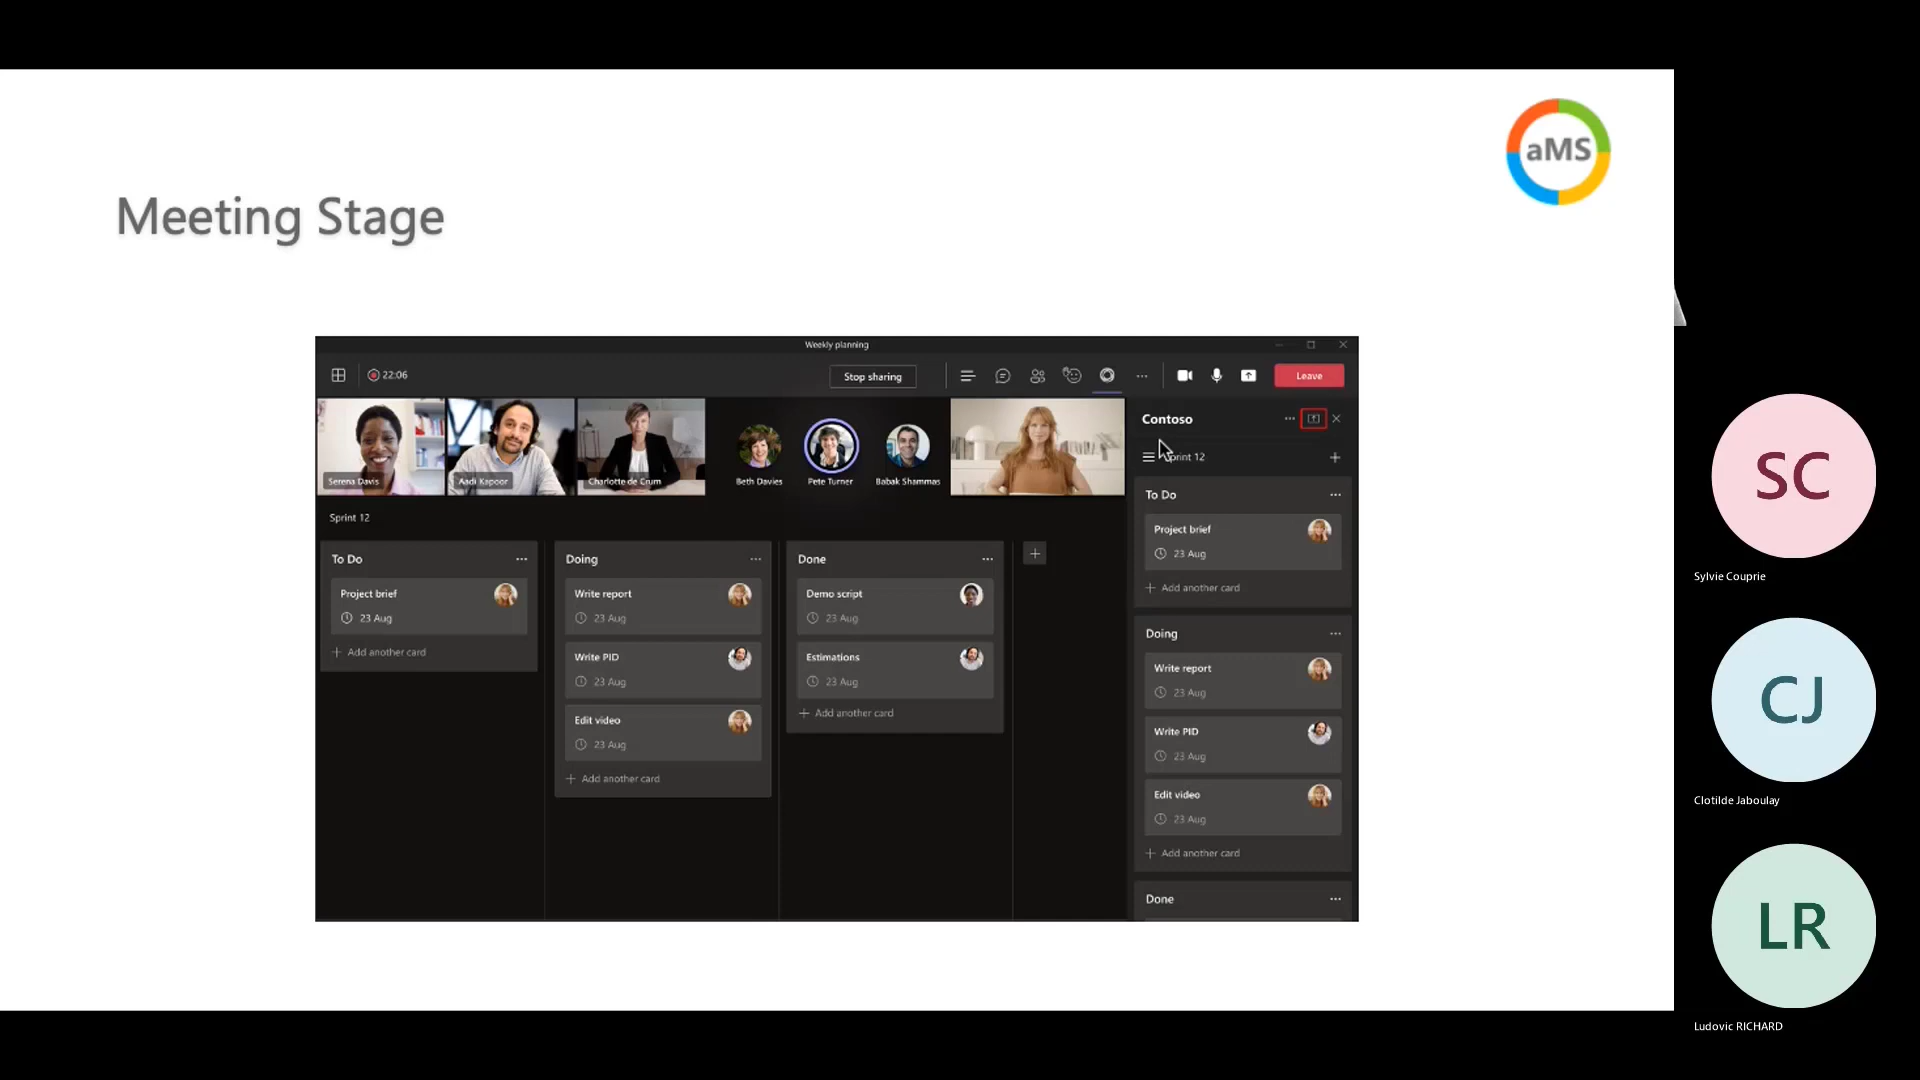 aMS
Meeting Stage
Weekly planning
22:06
Stop sharing
Leave
Serena Davis
Aadi Kapoor
Charlotte de Crum
Beth Davies
Pete Turner
Babak Shammas
Contoso
12
Sprint 12
To Do
Project brief
23 Aug
Add another card
Doing
Write report
23 Aug
Write PID
23 Aug
Edit video
23 Aug
Add another card
Done
Demo script
23 Aug
Estimations
23 Aug
Add another card
To Do
Project brief
23 Aug
Add another card
Doing
Write report
23 Aug
Write PID
23 Aug
Edit video
23 Aug
Add another card
Done
SC
Sylvie Couprie
CJ
Clotilde Jaboulay
LR
Ludovic RICHARD